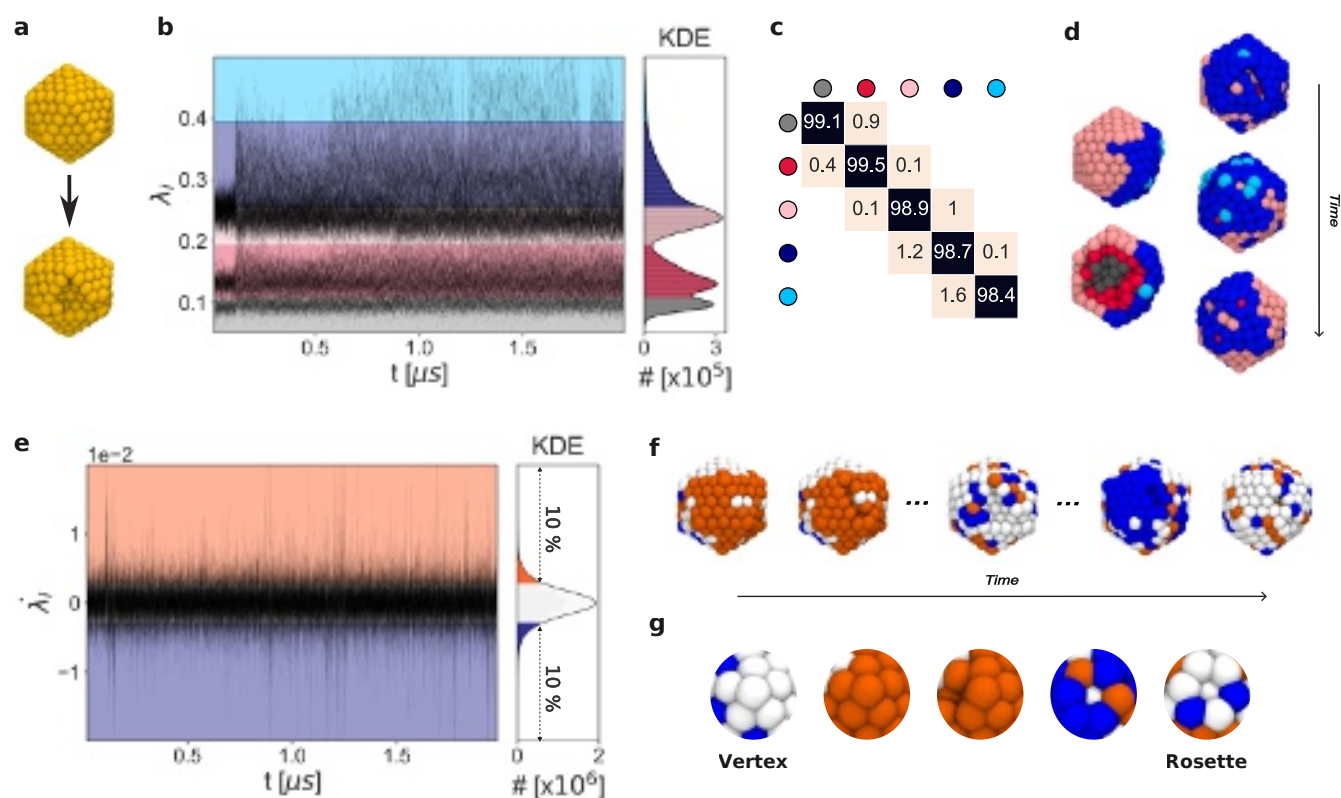 a
b
KDE
λᵢ
0.4
0.3
0.2
0.1
0.5
1.0
1.5
t [μs]
0
3
# [x10⁵]
c
99.1 0.9
0.4 99.5 0.1
0.1 98.9 1
1.2 98.7 0.1
1.6 98.4
d
Time
e
1e−2
KDE
λ̇ᵢ
1
0
−1
0.5
1.0
1.5
t [μs]
10 %
10 %
0
2
# [x10⁶]
f
...
...
Time
g
Vertex
Rosette